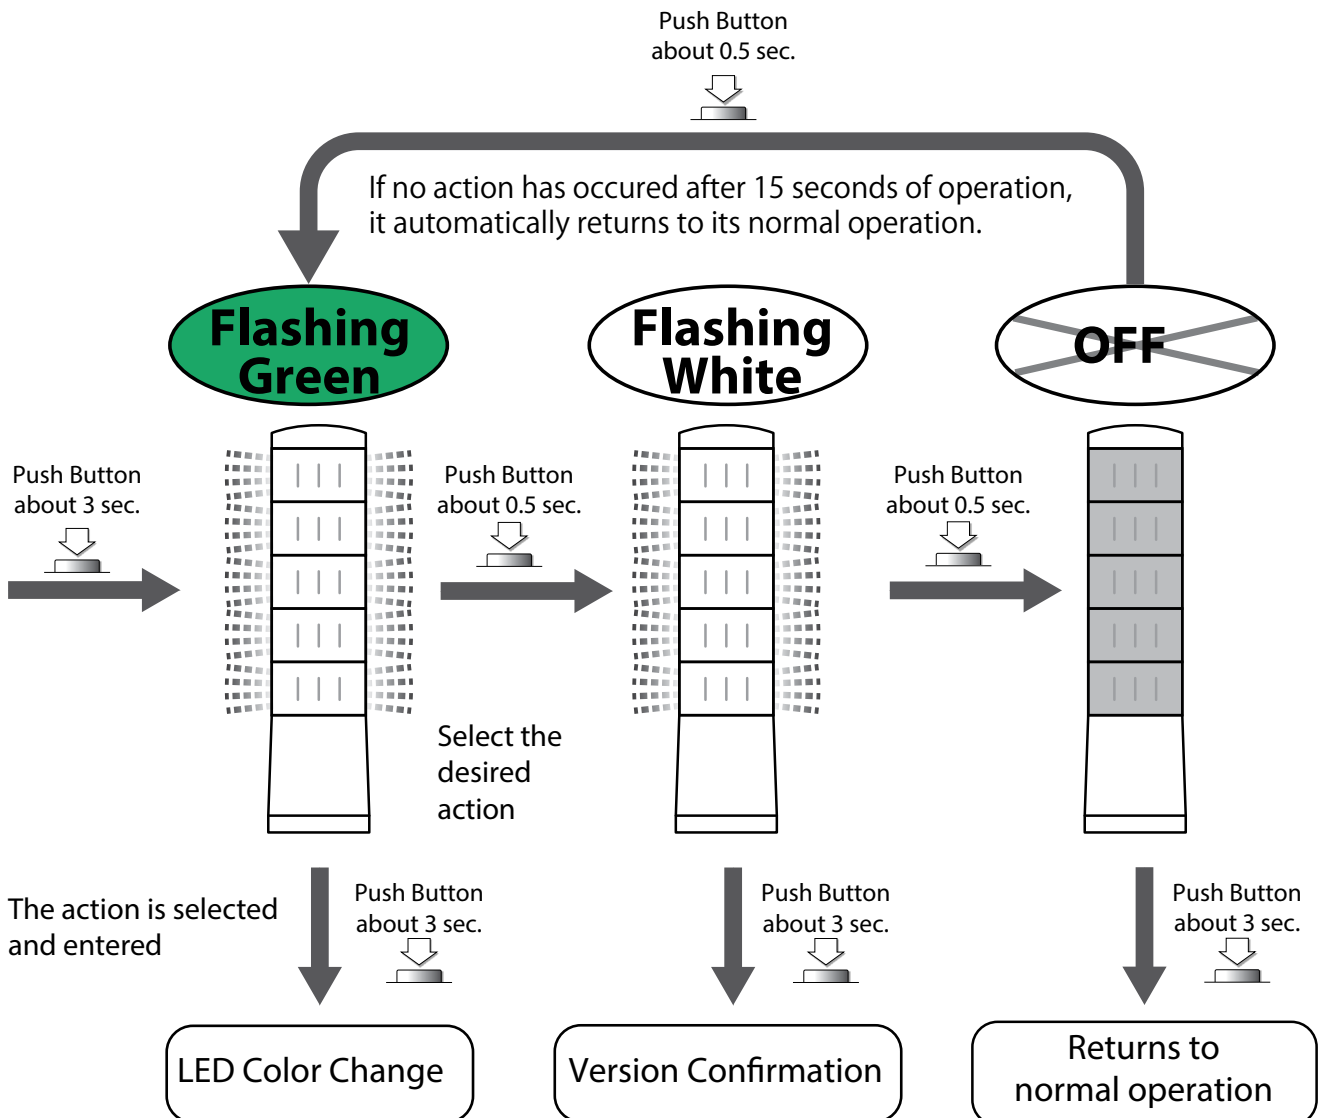 Push Button
about 0.5 sec.
If no action has occured after 15 seconds of operation,
it automatically returns to its normal operation.
Flashing
Green
Flashing
White
OFF
Push Button
about 3 sec.
Push Button
about 0.5 sec.
Push Button
about 0.5 sec.
Select the
desired
action
The action is selected
and entered
Push Button
about 3 sec.
Push Button
about 3 sec.
Push Button
about 3 sec.
LED Color Change
Version Confirmation
Returns to
normal operation